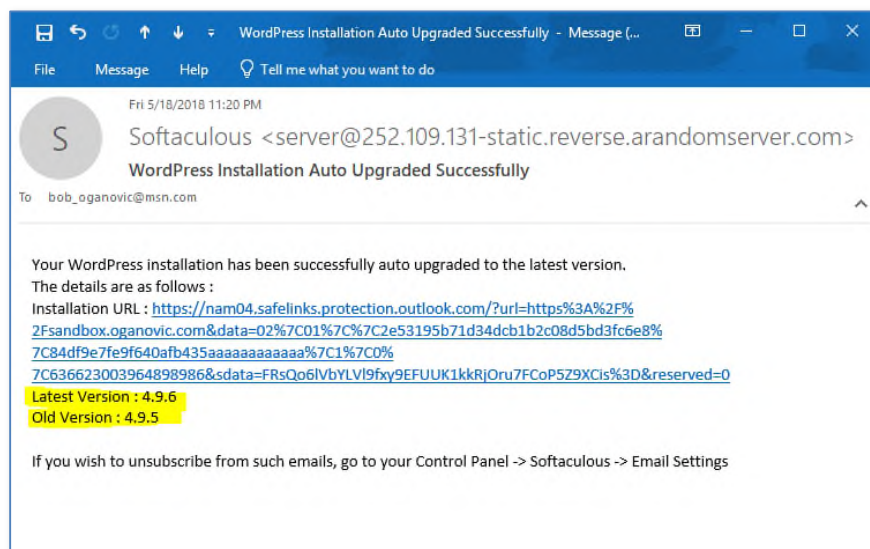 WordPress Installation Auto Upgraded Successfully - Message (...
File Message Help Tell me what you want to do
Fri 5/18/2018 11:20 PM
S
Softaculous <server@252.109.131-static.reverse.arandomserver.com>
WordPress Installation Auto Upgraded Successfully
To bob_oganovic@msn.com
Your WordPress installation has been successfully auto upgraded to the latest version.
The details are as follows :
Installation URL : https://nam04.safelinks.protection.outlook.com/?url=https%3A%2F%
2Fsandbox.oganovic.com&data=02%7C01%7C%7C2e53195b71d34dcb1b2c08d5bd3fc6e8%
7C84df9e7fe9f640afb435aaaaaaaaaaaa%7C1%7C0%
7C636623003964898986&sdata=FRsQo6lVbYLVl9fxy9EFUUK1kkRjOru7FCoP5Z9XCis%3D&reserved=0
Latest Version : 4.9.6
Old Version : 4.9.5
If you wish to unsubscribe from such emails, go to your Control Panel -> Softaculous -> Email Settings